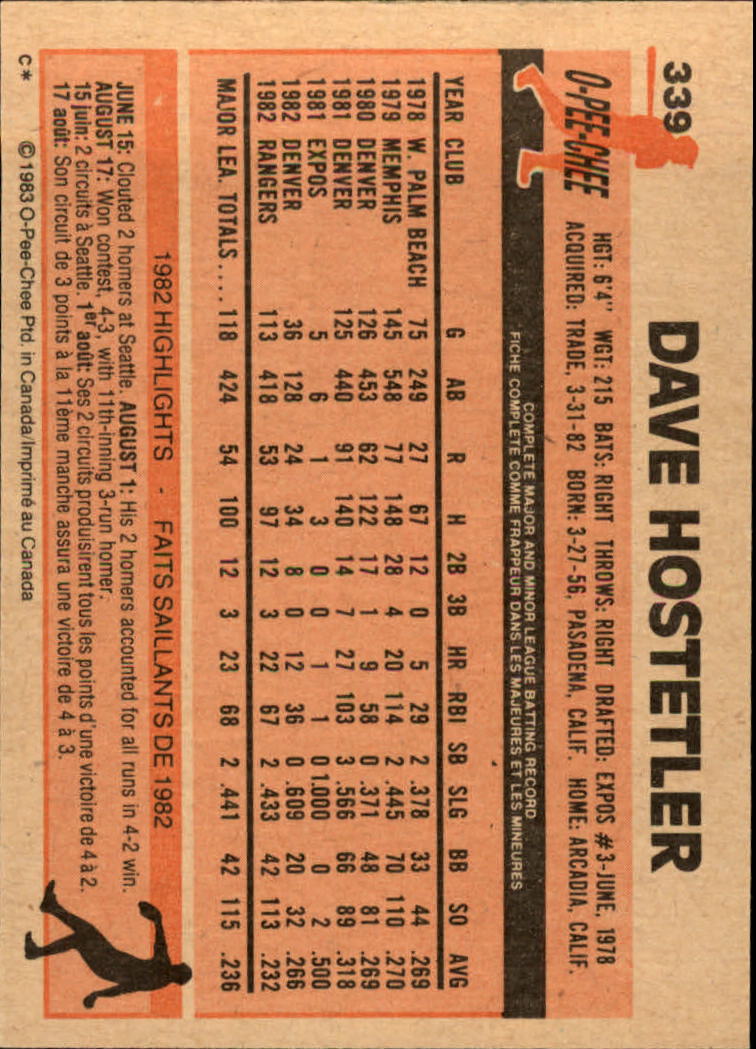 339
DAVE HOSTETLER
O-PEE-CHEE
HGT: 6'4" WGT: 215 BATS: RIGHT THROWS: RIGHT DRAFTED: EXPOS #3-JUNE, 1978
ACQUIRED: TRADE, 3-31-82 BORN: 3-27-56, PASADENA, CALIF. HOME: ARCADIA, CALIF.
COMPLETE MAJOR AND MINOR LEAGUE BATTING RECORD
FICHE COMPLETE COMME FRAPPEUR DANS LES MAJEURES ET LES MINEURES
YEAR CLUB G AB R H 2B 3B HR RBI SB SLG BB SO AVG
1978 W. PALM BEACH 75 249 27 67 12 0 5 29 2 .378 33 44 .269
1979 MEMPHIS 145 548 77 148 28 4 20 114 2 .445 70 110 .270
1980 DENVER 126 453 62 122 17 1 9 58 0 .371 48 81 .269
1981 DENVER 125 440 91 140 14 7 27 103 3 .566 66 89 .318
1981 EXPOS 5 6 1 3 0 0 1 1 0 1.000 0 2 .500
1982 DENVER 36 128 24 34 8 0 12 36 0 .609 20 32 .266
1982 RANGERS 113 418 53 97 12 3 22 67 2 .433 42 113 .232
MAJOR LEA. TOTALS.... 118 424 54 100 12 3 23 68 2 .441 42 115 .236
1982 HIGHLIGHTS - FAITS SAILLANTS DE 1982
JUNE 15: Clouted 2 homers at Seattle. AUGUST 1: His 2 homers accounted for all runs in 4-2 win.
AUGUST 17: Won contest, 4-3, with 11th-inning 3-run homer.
15 juin: 2 circuits à Seattle. 1er août: Ses 2 circuits produisirent tous les points d'une victoire de 4 à 2.
17 août: Son circuit de 3 points à la 11ème manche assura une victoire de 4 à 3.
C* © 1983 O-Pee-Chee Ptd. in Canada/Imprimé au Canada